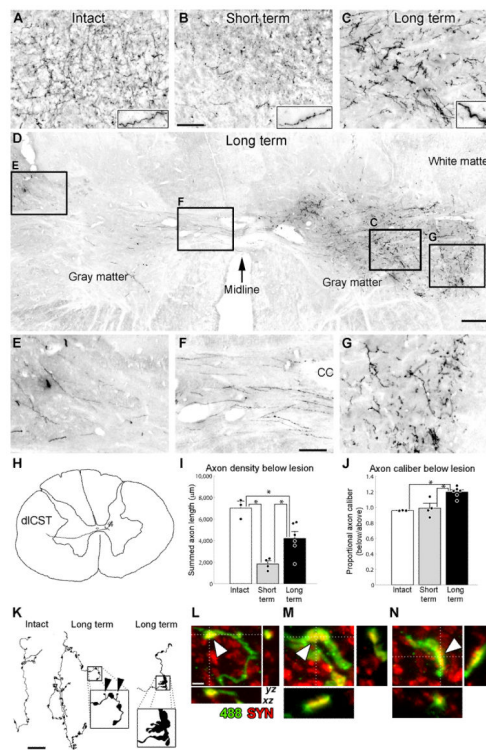 A
Intact
B
Short term
C
Long term
D
Long term
E
F
C
G
White matte
Gray matter
Midline
Gray matter
E
F
CC
G
H
dlCST
I
Axon density below lesion
Summed axon length (µm)
10,000
8,000
6,000
4,000
2,000
0
*
*
*
Intact
Short term
Long term
J
Axon caliber below lesion
Proportional axon caliber (below/above)
1.4
1.2
1.0
0.8
0.6
0.4
0.2
0
*
*
Intact
Short term
Long term
K
Intact
Long term
Long term
L
M
N
yz
xz
488 SYN